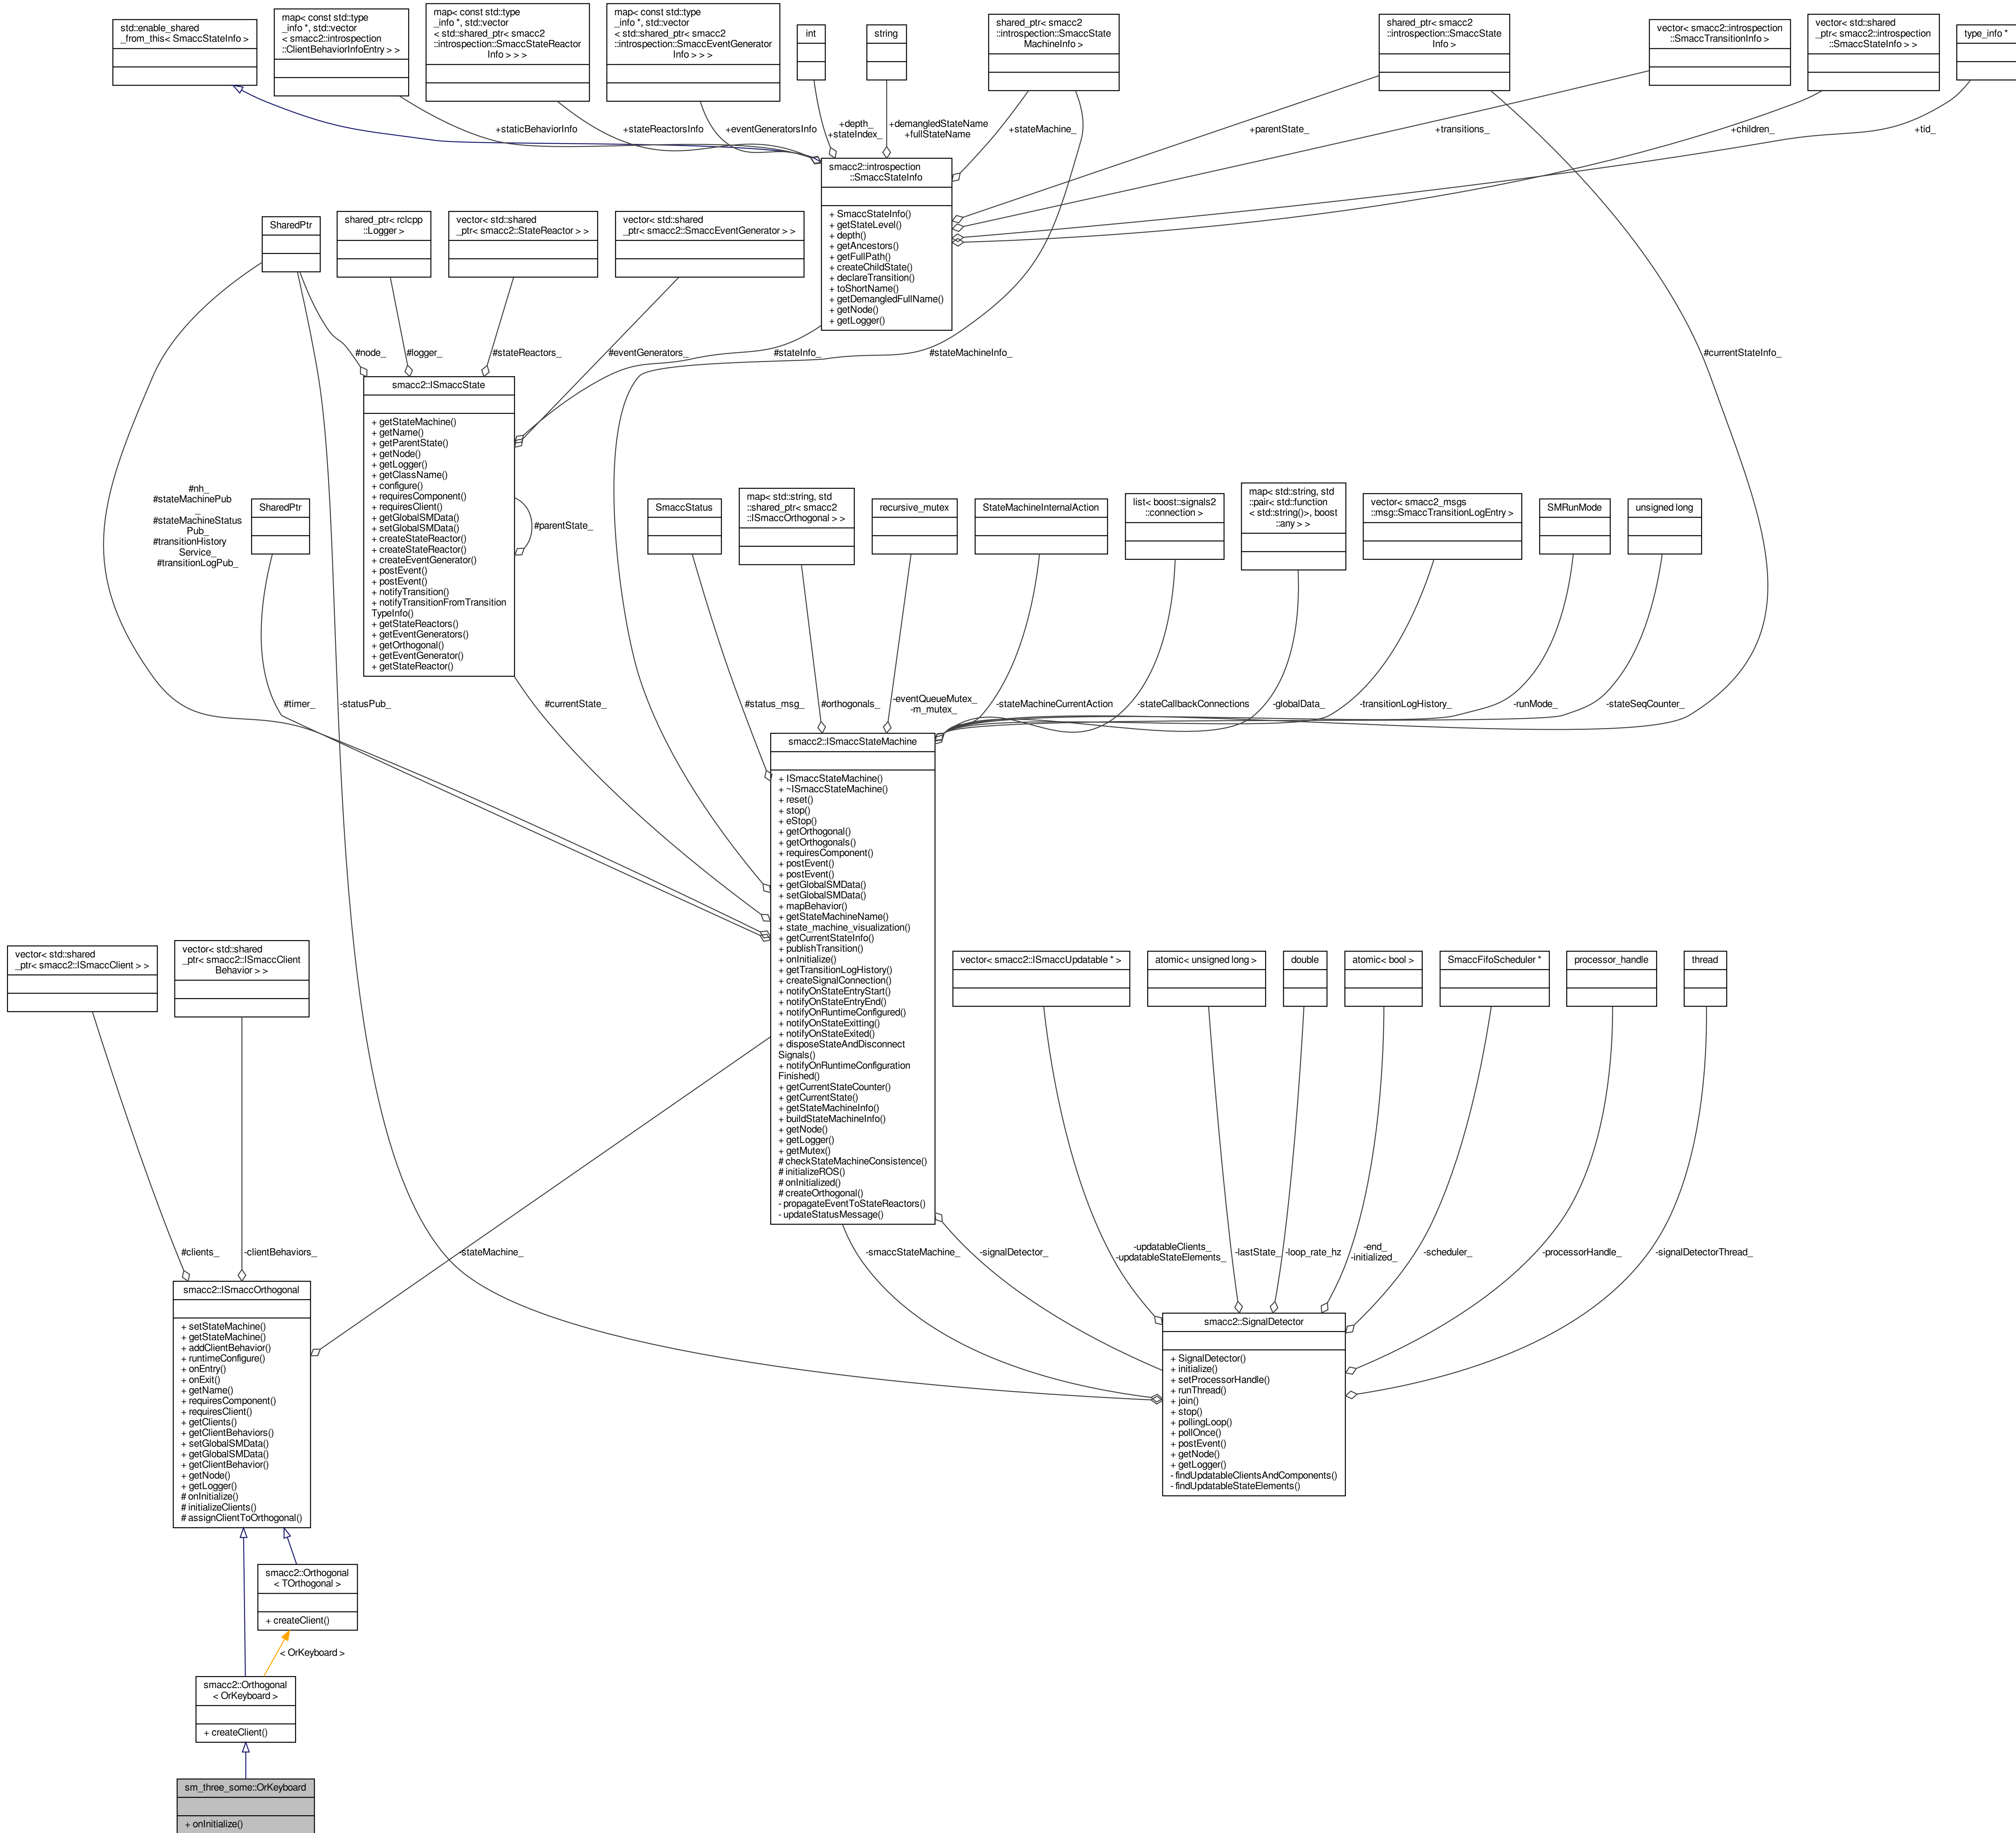 std::enable_shared
_from_this< SmaccStateInfo >
map< const std::type
_info *, std::vector
< smacc2::introspection
::ClientBehaviorInfoEntry > >
map< const std::type
_info *, std::vector
< std::shared_ptr< smacc2
::introspection::SmaccStateReactor
Info > > >
map< const std::type
_info *, std::vector
< std::shared_ptr< smacc2
::introspection::SmaccEventGenerator
Info > > >
int
string
shared_ptr< smacc2
::introspection::SmaccState
MachineInfo >
shared_ptr< smacc2
::introspection::SmaccState
Info >
vector< smacc2::introspection
::SmaccTransitionInfo >
vector< std::shared
_ptr< smacc2::introspection
::SmaccStateInfo > >
type_info *
+staticBehaviorInfo
+stateReactorsInfo
+eventGeneratorsInfo
+depth_
+stateIndex_
+demangledStateName
+fullStateName
+stateMachine_
+parentState_
+transitions_
+children_
+tid_
smacc2::introspection
::SmaccStateInfo
+ SmaccStateInfo()
+ getStateLevel()
+ depth()
+ getAncestors()
+ getFullPath()
+ createChildState()
+ declareTransition()
+ toShortName()
+ getDemangledFullName()
+ getNode()
+ getLogger()
SharedPtr
shared_ptr< rclcpp
::Logger >
vector< std::shared
_ptr< smacc2::StateReactor > >
vector< std::shared
_ptr< smacc2::SmaccEventGenerator > >
#node_
#logger_
#stateReactors_
#eventGenerators_
#stateInfo_
#stateMachineInfo_
#currentStateInfo_
smacc2::ISmaccState
+ getStateMachine()
+ getName()
+ getParentState()
+ getNode()
+ getLogger()
+ getClassName()
+ configure()
+ requiresComponent()
+ requiresClient()
+ getGlobalSMData()
+ setGlobalSMData()
+ createStateReactor()
+ createStateReactor()
+ createEventGenerator()
+ postEvent()
+ postEvent()
+ notifyTransition()
+ notifyTransitionFromTransition
TypeInfo()
+ getStateReactors()
+ getEventGenerators()
+ getOrthogonal()
+ getEventGenerator()
+ getStateReactor()
#parentState_
#nh_
#stateMachinePub
_
#stateMachineStatus
Pub_
#transitionHistory
Service_
#transitionLogPub_
SharedPtr
SmaccStatus
map< std::string, std
::shared_ptr< smacc2
::ISmaccOrthogonal > >
recursive_mutex
StateMachineInternalAction
list< boost::signals2
::connection >
map< std::string, std
::pair< std::function
< std::string()>, boost
::any > >
vector< smacc2_msgs
::msg::SmaccTransitionLogEntry >
SMRunMode
unsigned long
#timer_
-statusPub_
#currentState_
#status_msg_
#orthogonals_
-eventQueueMutex_
-m_mutex_
-stateMachineCurrentAction
-stateCallbackConnections
-globalData_
-transitionLogHistory_
-runMode_
-stateSeqCounter_
smacc2::ISmaccStateMachine
+ ISmaccStateMachine()
+ ~ISmaccStateMachine()
+ reset()
+ stop()
+ eStop()
+ getOrthogonal()
+ getOrthogonals()
+ requiresComponent()
+ postEvent()
+ postEvent()
+ getGlobalSMData()
+ setGlobalSMData()
+ mapBehavior()
+ getStateMachineName()
+ state_machine_visualization()
+ getCurrentStateInfo()
+ publishTransition()
+ onInitialize()
+ getTransitionLogHistory()
+ createSignalConnection()
+ notifyOnStateEntryStart()
+ notifyOnStateEntryEnd()
+ notifyOnRuntimeConfigured()
+ notifyOnStateExitting()
+ notifyOnStateExited()
+ disposeStateAndDisconnect
Signals()
+ notifyOnRuntimeConfiguration
Finished()
+ getCurrentStateCounter()
+ getCurrentState()
+ getStateMachineInfo()
+ buildStateMachineInfo()
+ getNode()
+ getLogger()
+ getMutex()
# checkStateMachineConsistence()
# initializeROS()
# onInitialized()
# createOrthogonal()
- propagateEventToStateReactors()
- updateStatusMessage()
vector< std::shared
_ptr< smacc2::ISmaccClient > >
vector< std::shared
_ptr< smacc2::ISmaccClient
Behavior > >
vector< smacc2::ISmaccUpdatable * >
atomic< unsigned long >
double
atomic< bool >
SmaccFifoScheduler *
processor_handle
thread
#clients_
-clientBehaviors_
-stateMachine_
-smaccStateMachine_
-signalDetector_
-updatableClients_
-updatableStateElements_
-lastState_
-loop_rate_hz
-end_
-initialized_
-scheduler_
-processorHandle_
-signalDetectorThread_
smacc2::ISmaccOrthogonal
+ setStateMachine()
+ getStateMachine()
+ addClientBehavior()
+ runtimeConfigure()
+ onEntry()
+ onExit()
+ getName()
+ requiresComponent()
+ requiresClient()
+ getClients()
+ getClientBehaviors()
+ setGlobalSMData()
+ getGlobalSMData()
+ getClientBehavior()
+ getNode()
+ getLogger()
# onInitialize()
# initializeClients()
# assignClientToOrthogonal()
smacc2::SignalDetector
+ SignalDetector()
+ initialize()
+ setProcessorHandle()
+ runThread()
+ join()
+ stop()
+ pollingLoop()
+ pollOnce()
+ postEvent()
+ getNode()
+ getLogger()
- findUpdatableClientsAndComponents()
- findUpdatableStateElements()
smacc2::Orthogonal
< TOrthogonal >
+ createClient()
< OrKeyboard >
smacc2::Orthogonal
< OrKeyboard >
+ createClient()
sm_three_some::OrKeyboard
+ onInitialize()